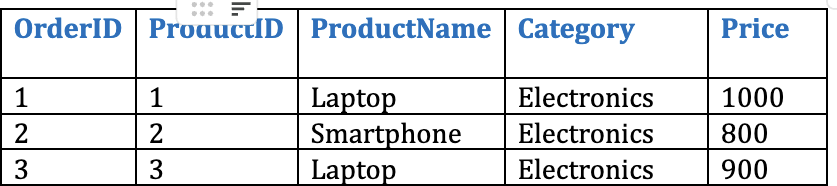 OrderID ProductID ProductName Category Price
1 1 Laptop Electronics 1000
2 2 Smartphone Electronics 800
3 3 Laptop Electronics 900